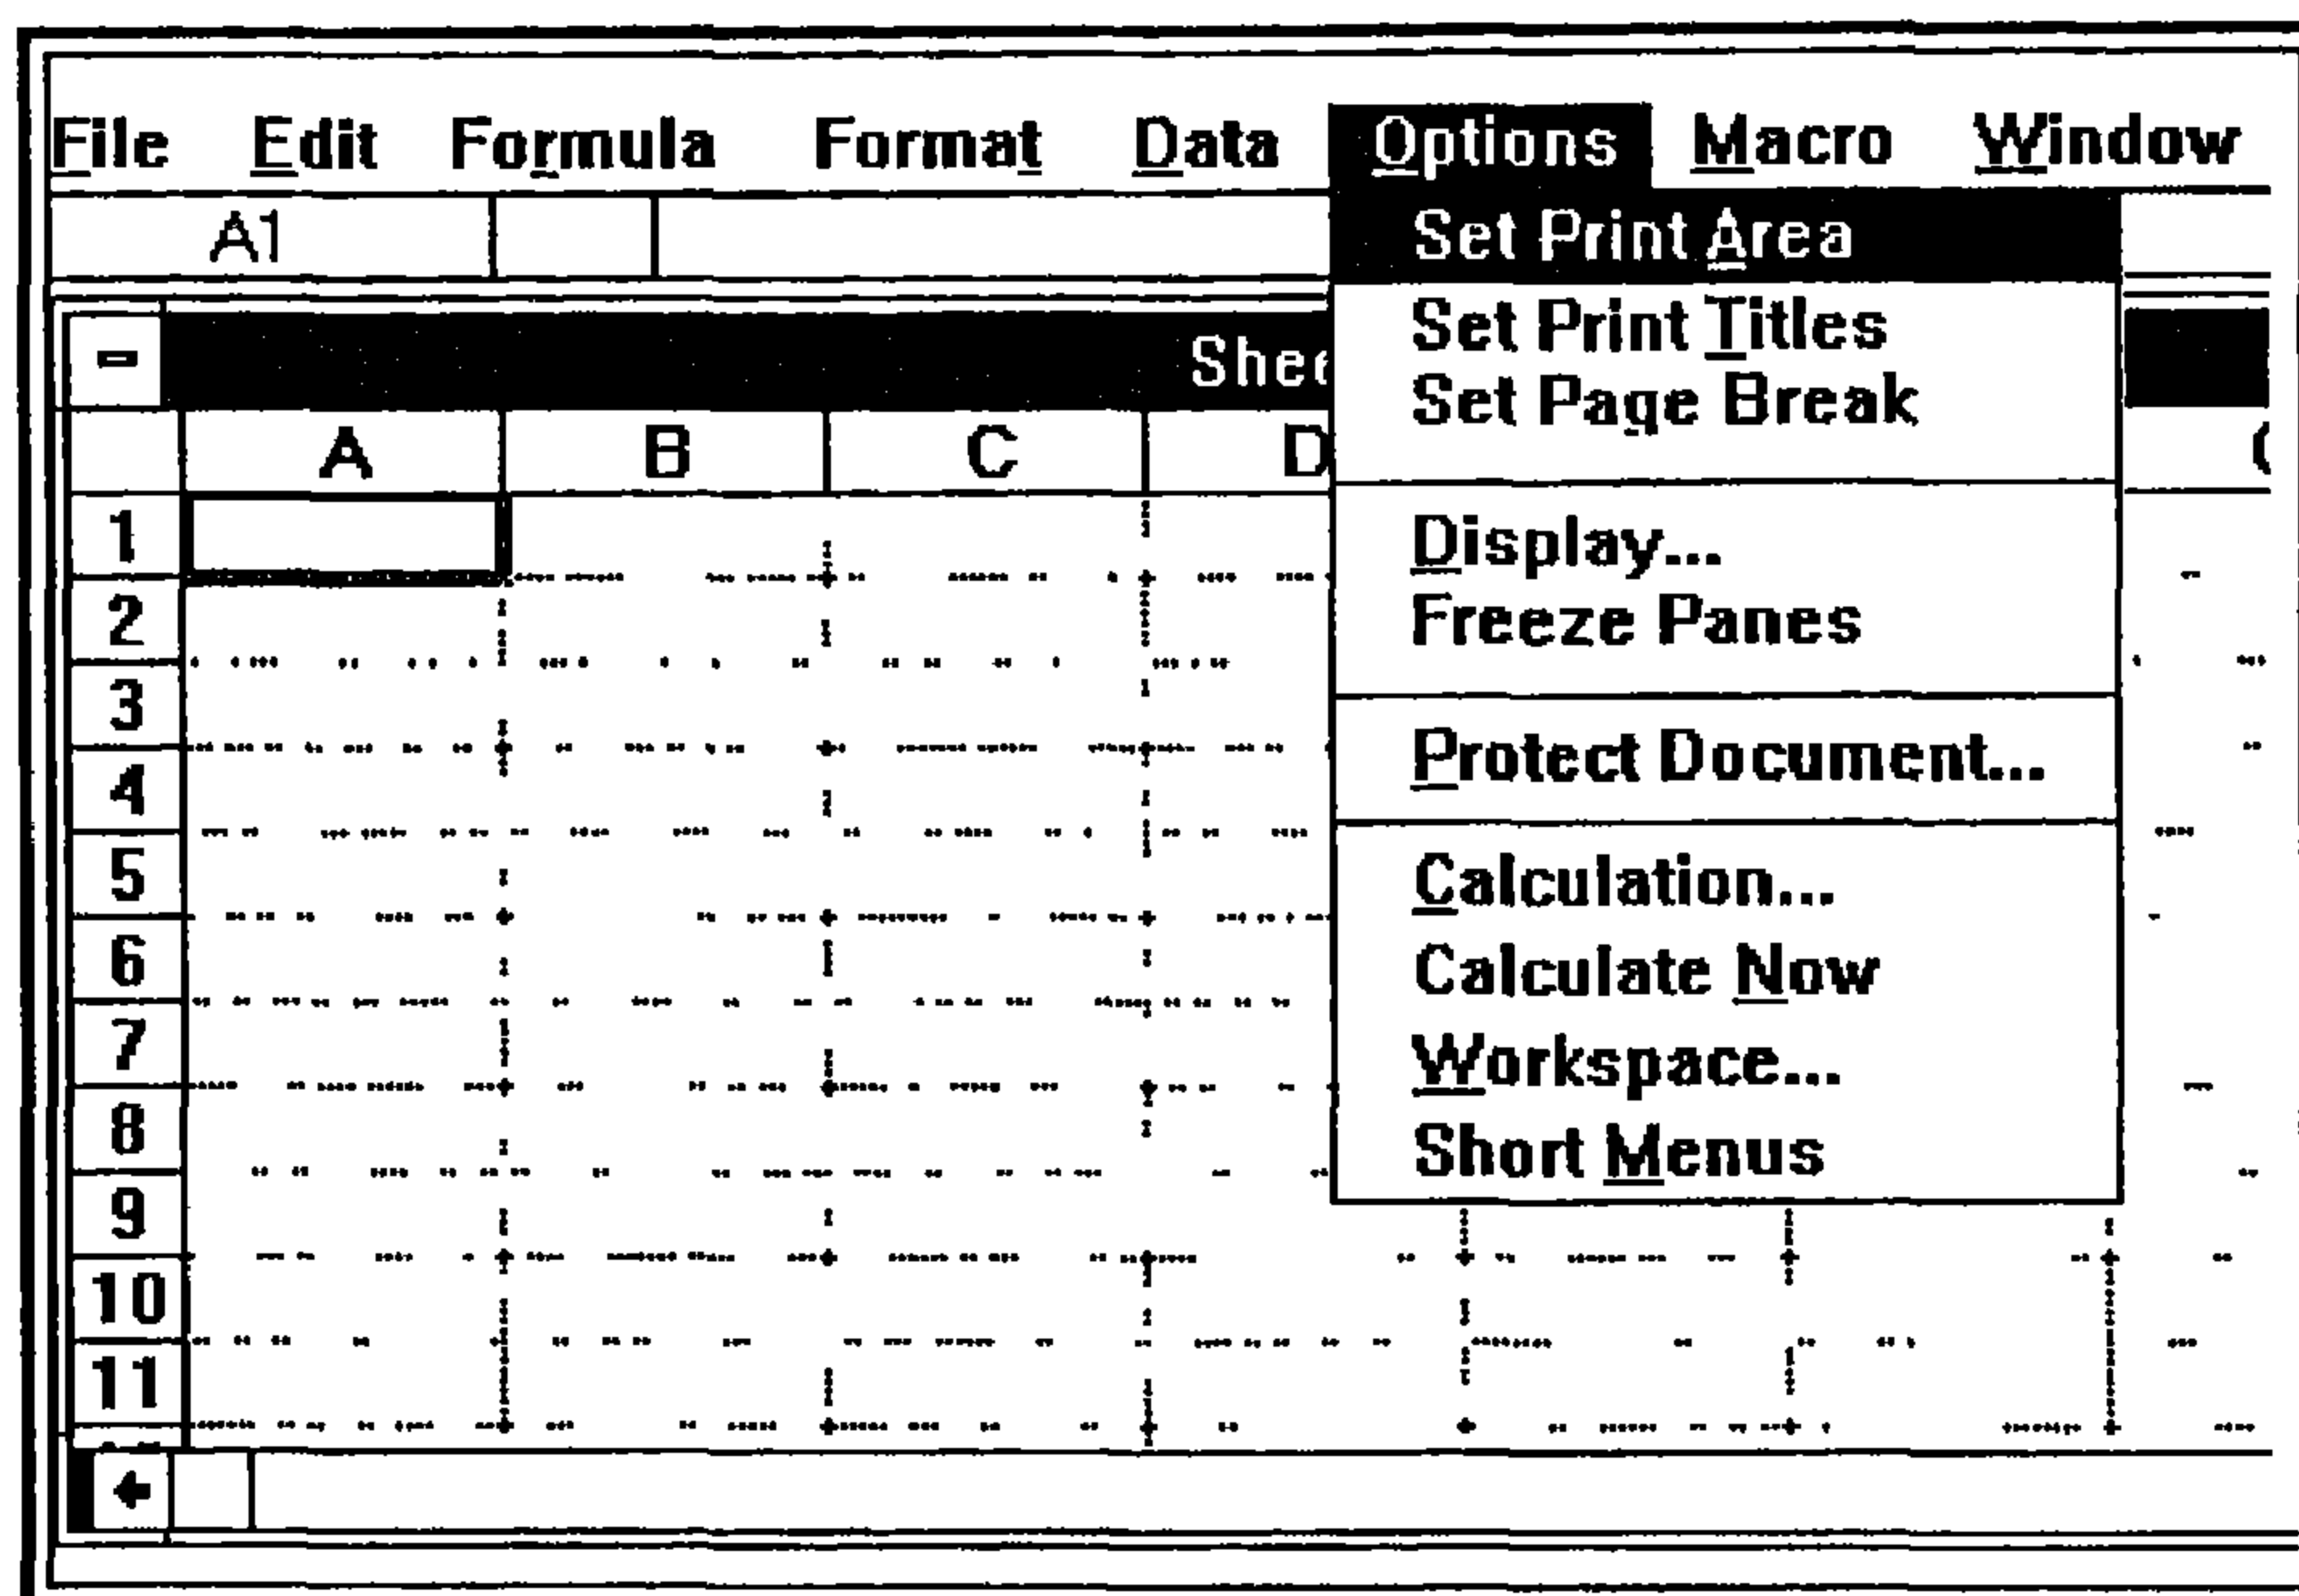 File Edit Formula Format Data Options Macro Window
A1
Set Print Area
Set Print Titles
Set Page Break
Display...
Freeze Panes
Protect Document...
Calculation...
Calculate Now
Workspace...
Short Menus
A B C D
1
2
3
4
5
6
7
8
9
10
11